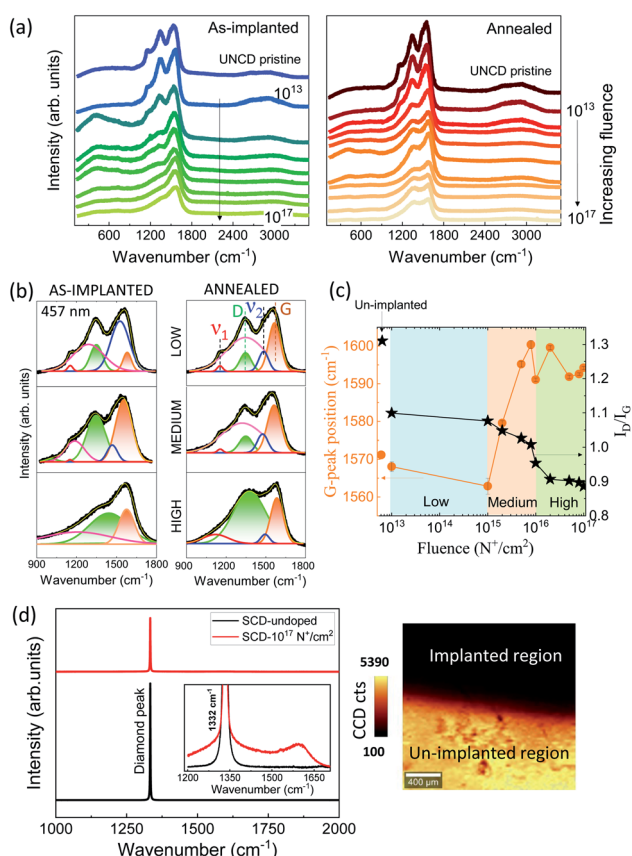 (a)
As-implanted
Annealed
UNCD pristine
10¹³
10¹⁷
UNCD pristine
10¹³
10¹⁷
Increasing fluence
Intensity (arb. units)
600 1200 1800 2400 3000
600 1200 1800 2400 3000
Wavenumber (cm⁻¹)
Wavenumber (cm⁻¹)
(b)
AS-IMPLANTED
ANNEALED
457 nm
ν₁
D
ν₂
G
LOW
MEDIUM
HIGH
Intensity (arb. units)
900 1200 1500 1800
900 1200 1500 1800
Wavenumber (cm⁻¹)
Wavenumber (cm⁻¹)
(c)
Un-implanted
G-peak position (cm⁻¹)
1600
1590
1580
1570
1560
1.3
1.2
1.1
1.0
0.9
0.8
I_D/I_G
Low
Medium
High
10¹³ 10¹⁴ 10¹⁵ 10¹⁶ 10¹⁷
Fluence (N⁺/cm²)
(d)
SCD-undoped
SCD-10¹⁷ N⁺/cm²
Intensity (arb.units)
Diamond peak
1332 cm⁻¹
1200 1350 1500 1650
Wavenumber (cm⁻¹)
1000 1250 1500 1750 2000
Wavenumber (cm⁻¹)
5390
CCD cts
100
Implanted region
Un-implanted region
400 μm